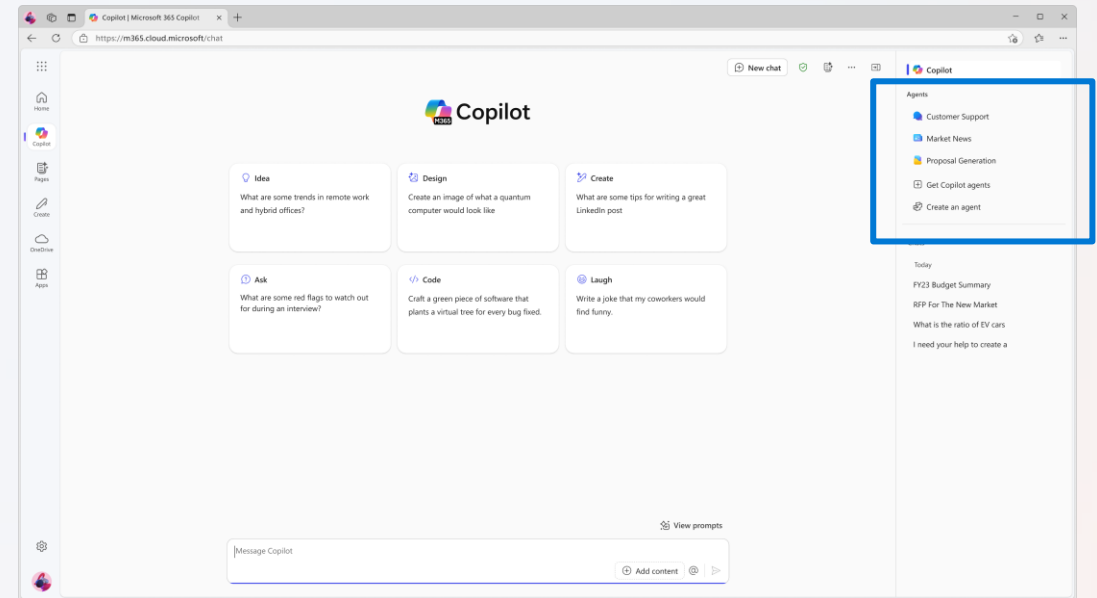 Copilot | Microsoft 365 Copilot
https://m365.cloud.microsoft/chat
Home
Copilot
Pages
Create
OneDrive
Apps
New chat
M365
Copilot
Idea
What are some trends in remote work
and hybrid offices?
Design
Create an image of what a quantum
computer would look like
Create
What are some tips for writing a great
LinkedIn post
Ask
What are some red flags to watch out
for during an interview?
Code
Craft a green piece of software that
plants a virtual tree for every bug fixed.
Laugh
Write a joke that my coworkers would
find funny.
View prompts
Message Copilot
Add content
Copilot
Agents
Customer Support
Market News
Proposal Generation
Get Copilot agents
Create an agent
Today
FY23 Budget Summary
RFP For The New Market
What is the ratio of EV cars
I need your help to create a